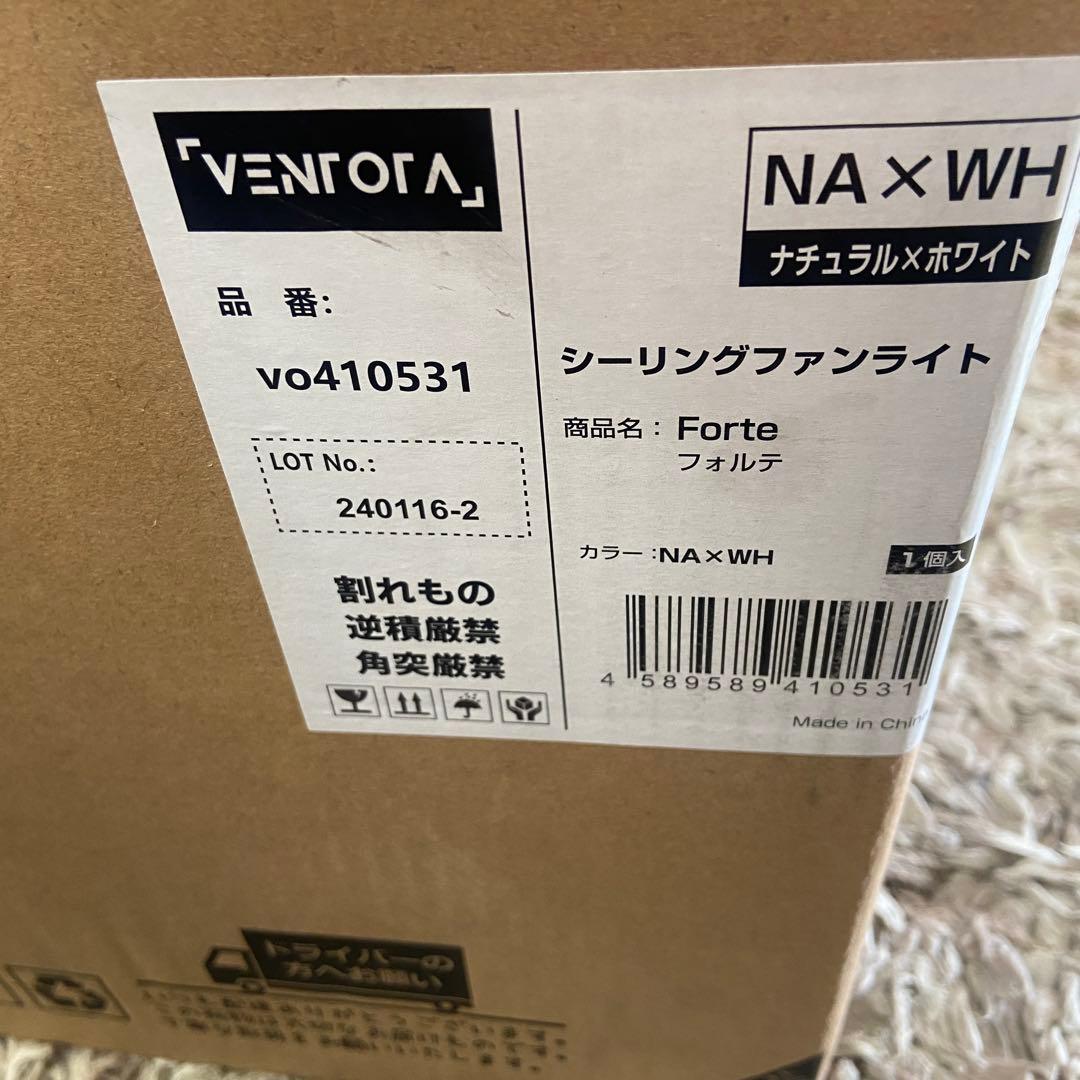 VENTOTA
品 番:
vo410531
LOT No.:
240116-2
割れもの
逆積厳禁
角突厳禁
NA×WH
ナチュラル×ホワイト
シーリングファンライト
商品名： Forte
フォルテ
カラー：NA×WH
1個入
4 589589 410531
Made in China
ドライバーの
方へお願い